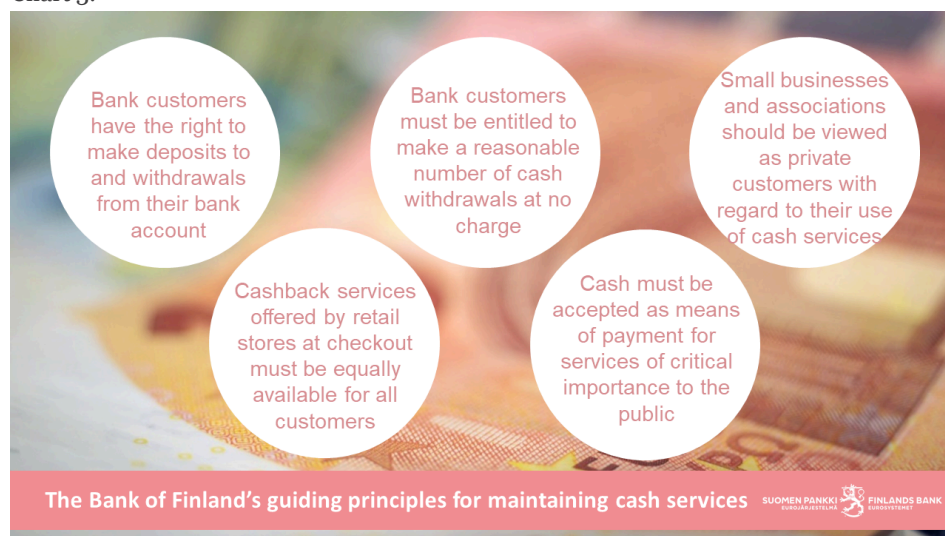 Bank customers
have the right to
make deposits to
and withdrawals
from their bank
account
Bank customers
must be entitled to
make a reasonable
number of cash
withdrawals at no
charge
Small businesses
and associations
should be viewed
as private
customers with
regard to their use
of cash services
Cashback services
offered by retail
stores at checkout
must be equally
available for all
customers
Cash must be
accepted as means
of payment for
services of critical
importance to the
public
The Bank of Finland’s guiding principles for maintaining cash services
SUOMEN PANKKI
EUROJÄRJESTELMÄ
FINLANDS BANK
EUROSYSTEMET